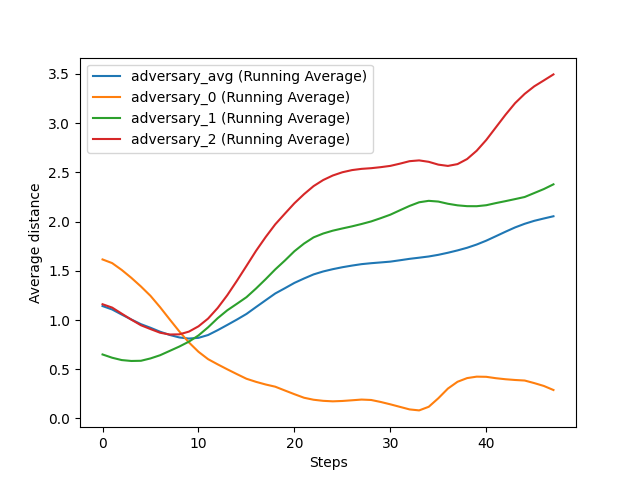 adversary_avg (Running Average)
adversary_0 (Running Average)
adversary_1 (Running Average)
adversary_2 (Running Average)
Average distance
3.5
3.0
2.5
2.0
1.5
1.0
0.5
0.0
0 10 20 30 40
Steps